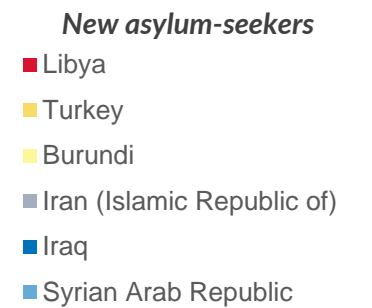 New asylum-seekers
Libya
Turkey
Burundi
Iran (Islamic Republic of)
Iraq
Syrian Arab Republic